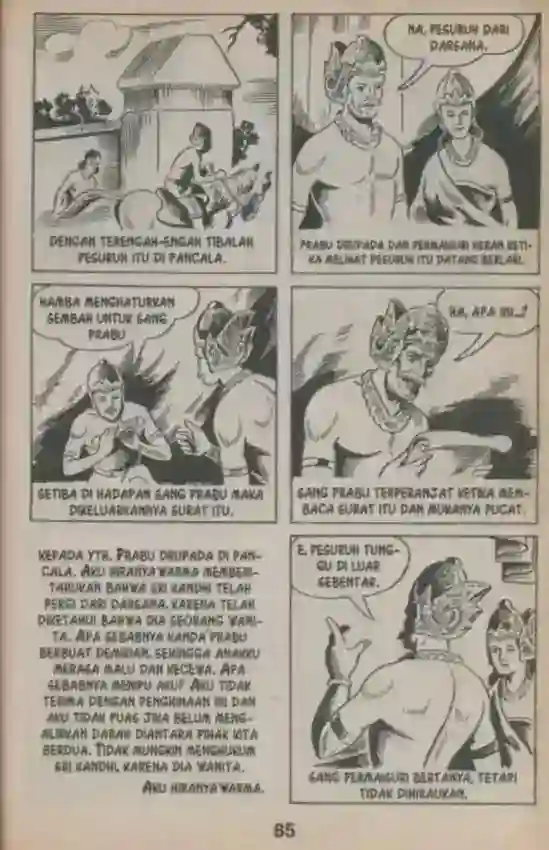 DENGAN TERENGAH-ENGAH TIBALAH
PESURUH ITU DI PANCALA.
HA, PESURUH DARI
DARSANA.
PRABU DRUPADA DAN PERMAISURI HERAN KETI-
KA MELIHAT PESURUH ITU DATANG BERLARI.
HAMBA MENGHATURKAN
SEMBAH UNTUK SANG
PRABU
SETIBA DI HADAPAN SANG PRABU MAKA
DIKELUARKANNYA SURAT ITU.
HA, APA INI...?
SANG PRABU TERPERANJAT KETIKA MEM-
BACA SURAT ITU DAN MUKANYA PUCAT.
KEPADA YTH. PRABU DRUPADA DI PAN-
CALA. AKU HIRANYAWARMA MEMBERI-
TAHUKAN BAHWA SRI KANDHI TELAH
PERGI DARI DARSANA. KARENA TELAH
DIKETAHUI BAHWA DIA SEORANG WANI-
TA. APA SEBABNYA KANDA PRABU
BERBUAT DEMIKIAN. SEHINGGA ANAKKU
MERASA MALU DAN KECEWA. APA
SEBABNYA MENIPU AKU? AKU TIDAK
TERIMA DENGAN PENGHINAAN INI DAN
AKU TIDAK PUAS JIKA BELUM MENG-
ALIRKAN DARAH DIANTARA PIHAK KITA
BERDUA. TIDAK MUNGKIN MENGHUKUM
SRI KANDHI, KARENA DIA WANITA.
AKU HIRANYAWARMA.
E, PESURUH TUNG-
GU DI LUAR
SEBENTAR.
SANG PERMAISURI BERTANYA, TETAPI
TIDAK DIHIRAUKAN.
85